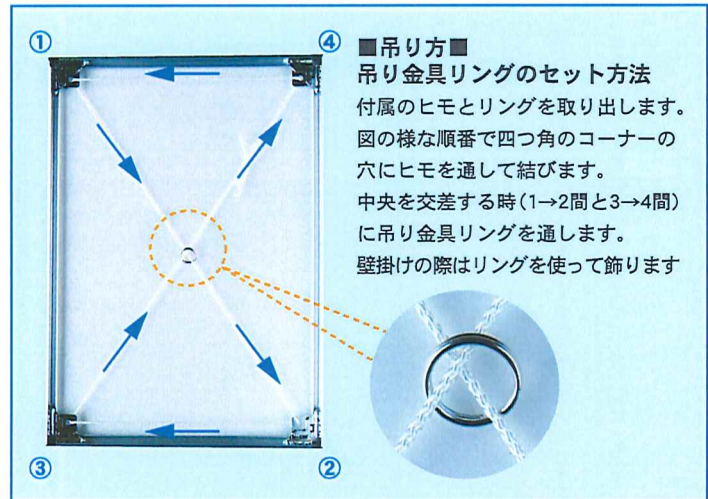 ① ④
■吊り方■
吊り金具リングのセット方法
付属のヒモとリングを取り出します。
図の様な順番で四つ角のコーナーの
穴にヒモを通して結びます。
中央を交差する時(1→2間と3→4間)
に吊り金具リングを通します。
壁掛けの際はリングを使って飾ります
③ ②